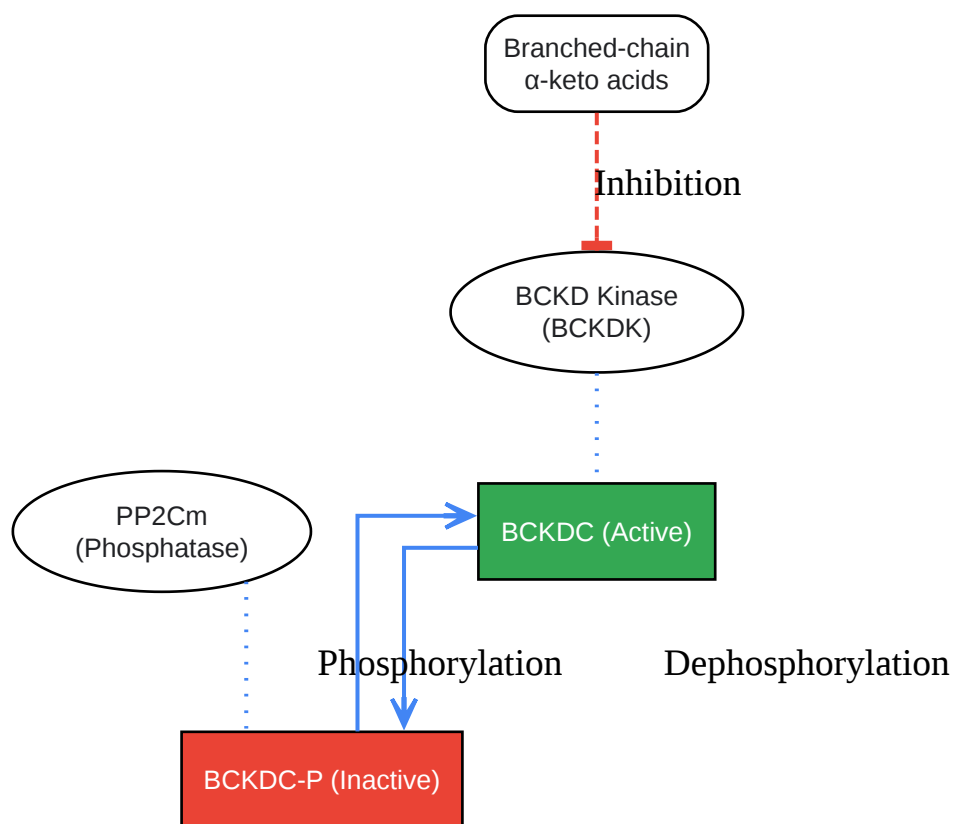 Branched-chain
α-keto acids
Inhibition
BCKD Kinase
(BCKDK)
PP2Cm
(Phosphatase)
BCKDC (Active)
Phosphorylation
Dephosphorylation
BCKDC-P (Inactive)